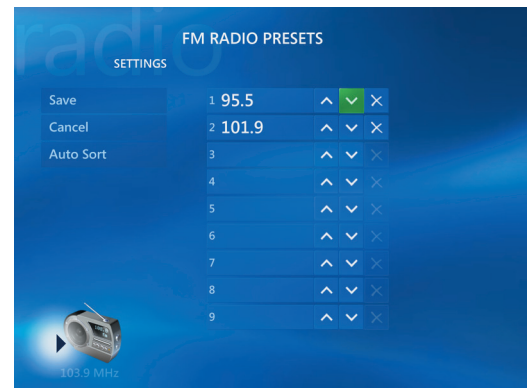 radio
FM RADIO PRESETS
SETTINGS
Save
Cancel
Auto Sort
1 95.5
2 101.9
3
4
5
6
7
8
9
103.9 MHz